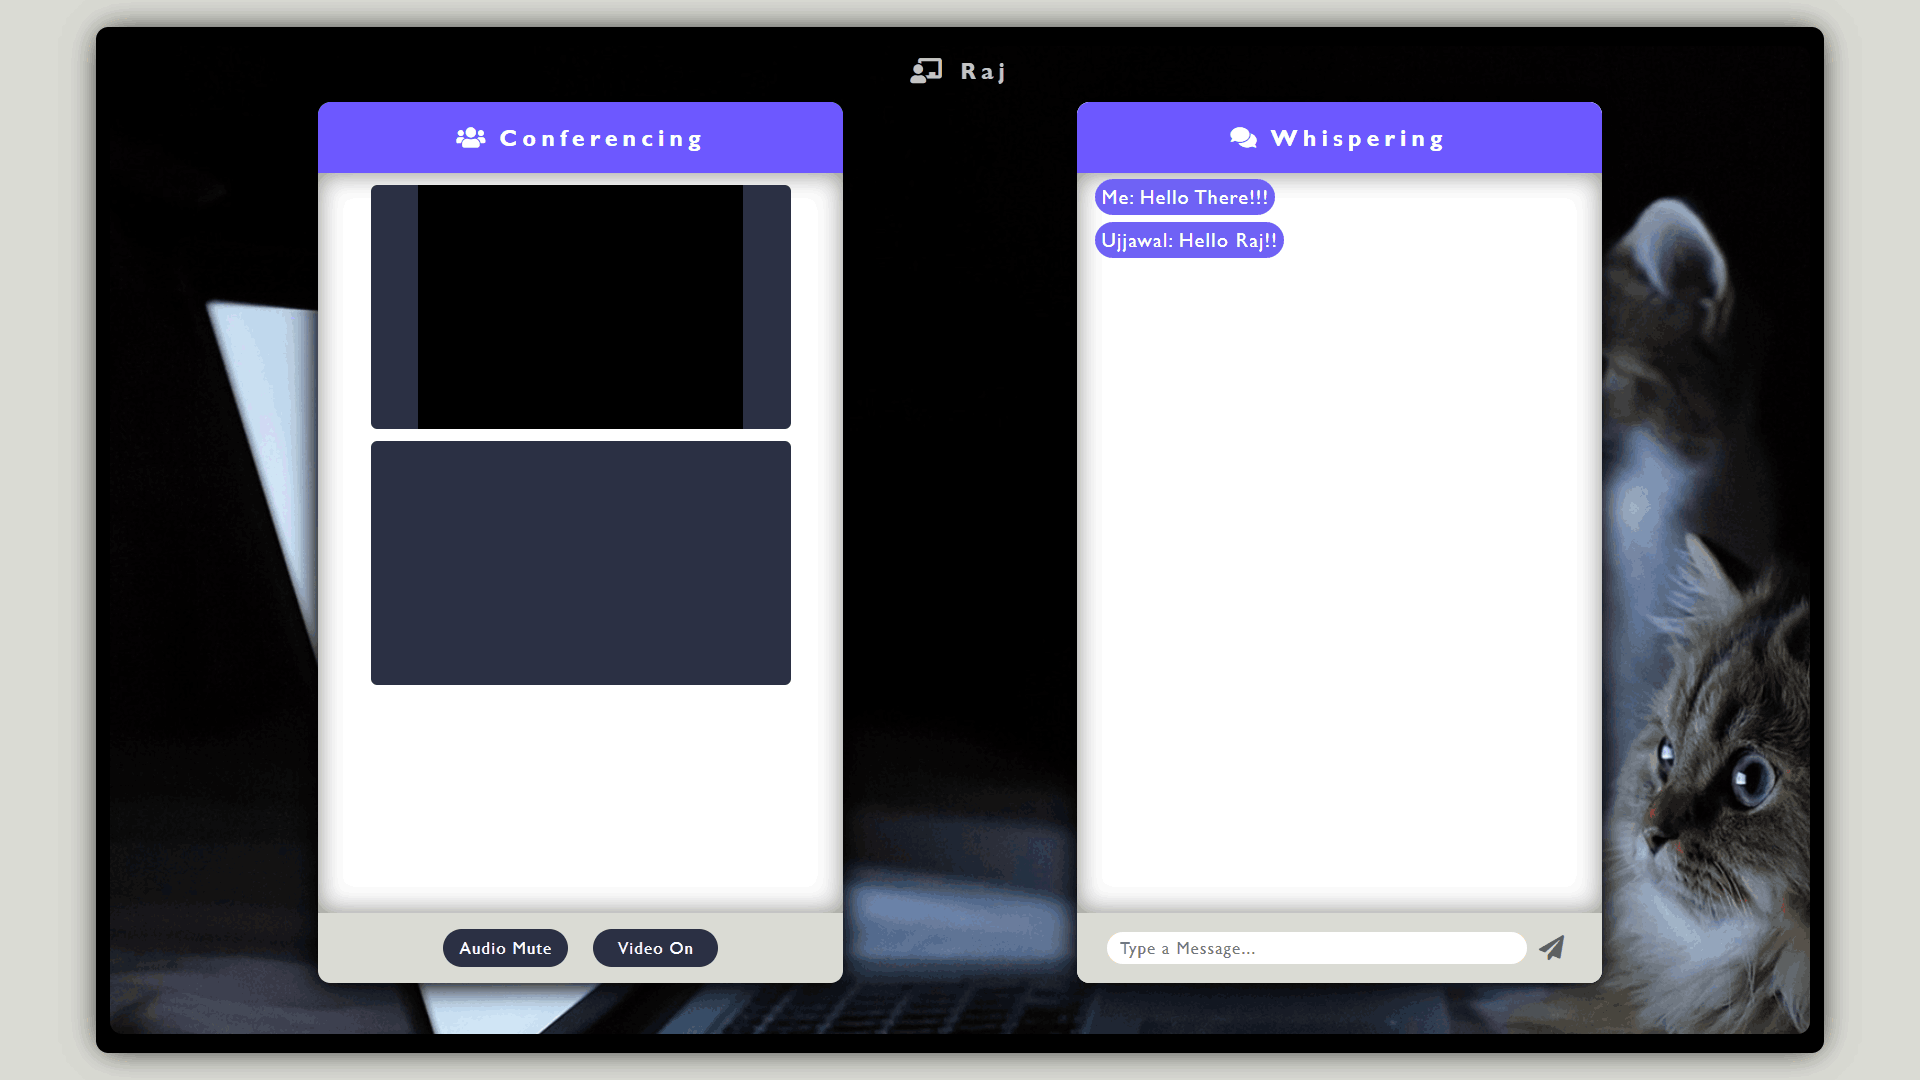 Raj
Conferencing
Whispering
Me: Hello There!!!
Ujjawal: Hello Raj!!
Audio Mute
Video On
Type a Message...